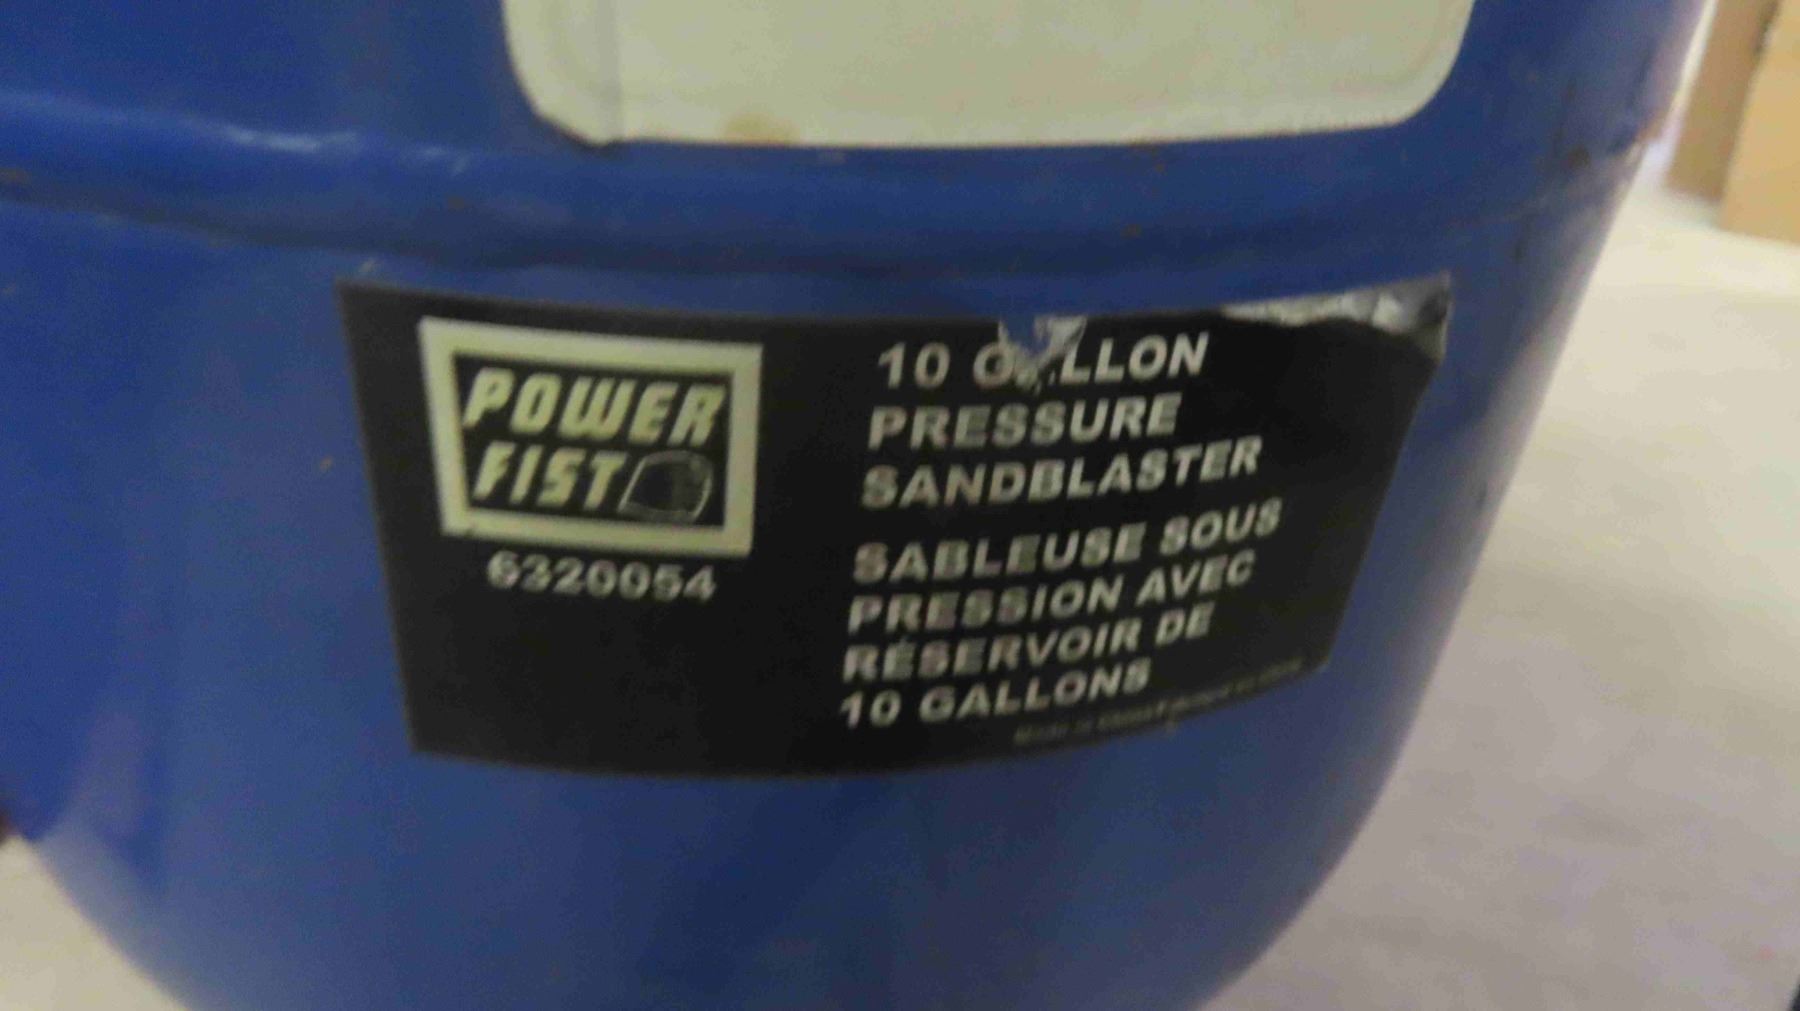 POWER
FIST
6320054
10 GALLON
PRESSURE
SANDBLASTER
SABLEUSE SOUS
PRESSION AVEC
RÉSERVOIR DE
10 GALLONS